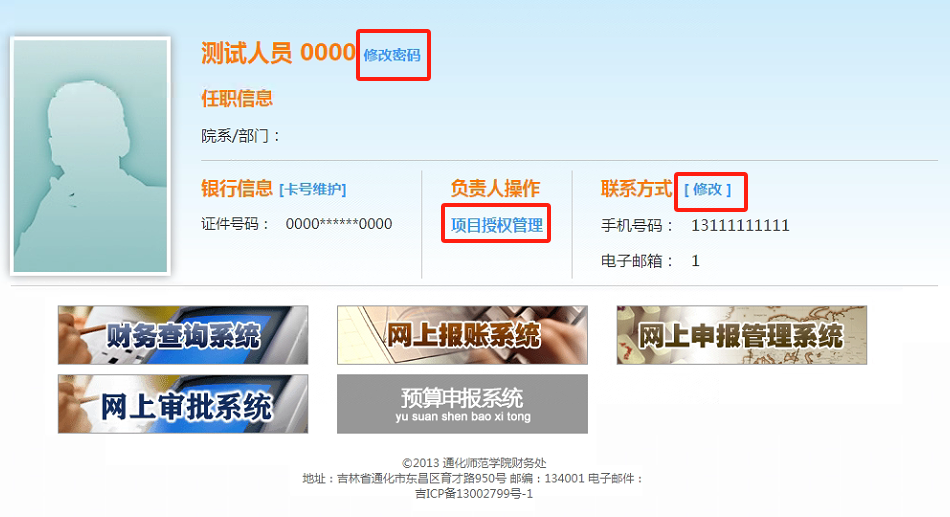 测试人员 0000 修改密码
任职信息
院系/部门：
银行信息 [卡号维护]
证件号码： 0000******0000
负责人操作
项目授权管理
联系方式 [ 修改 ]
手机号码： 13111111111
电子邮箱： 1
财务查询系统
网上报账系统
网上申报管理系统
网上审批系统
预算申报系统
yu suan shen bao xi tong
©2013 通化师范学院财务处
地址：吉林省通化市东昌区育才路950号 邮编：134001 电子邮件：
吉ICP备13002799号-1